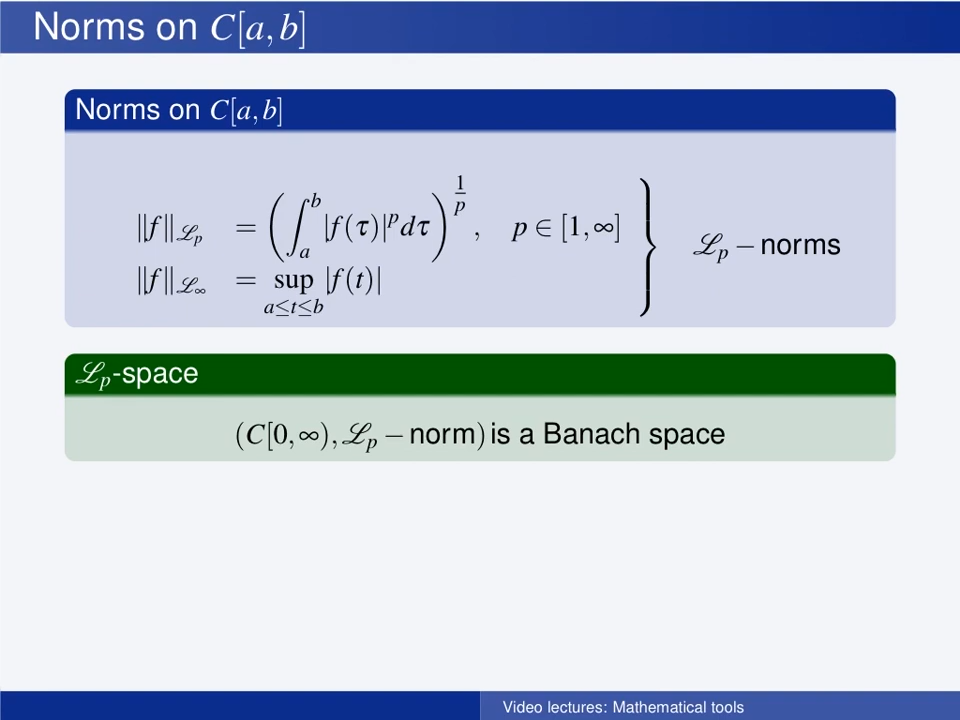 Norms on C[a,b]
Norms on C[a,b]
‖f‖_{ℒ_p} = (∫_a^b |f(τ)|^p dτ)^{1/p}, p ∈ [1,∞]
‖f‖_{ℒ_∞} = sup_{a≤t≤b} |f(t)|
ℒ_p − norms
ℒ_p-space
(C[0,∞), ℒ_p − norm) is a Banach space
Video lectures: Mathematical tools